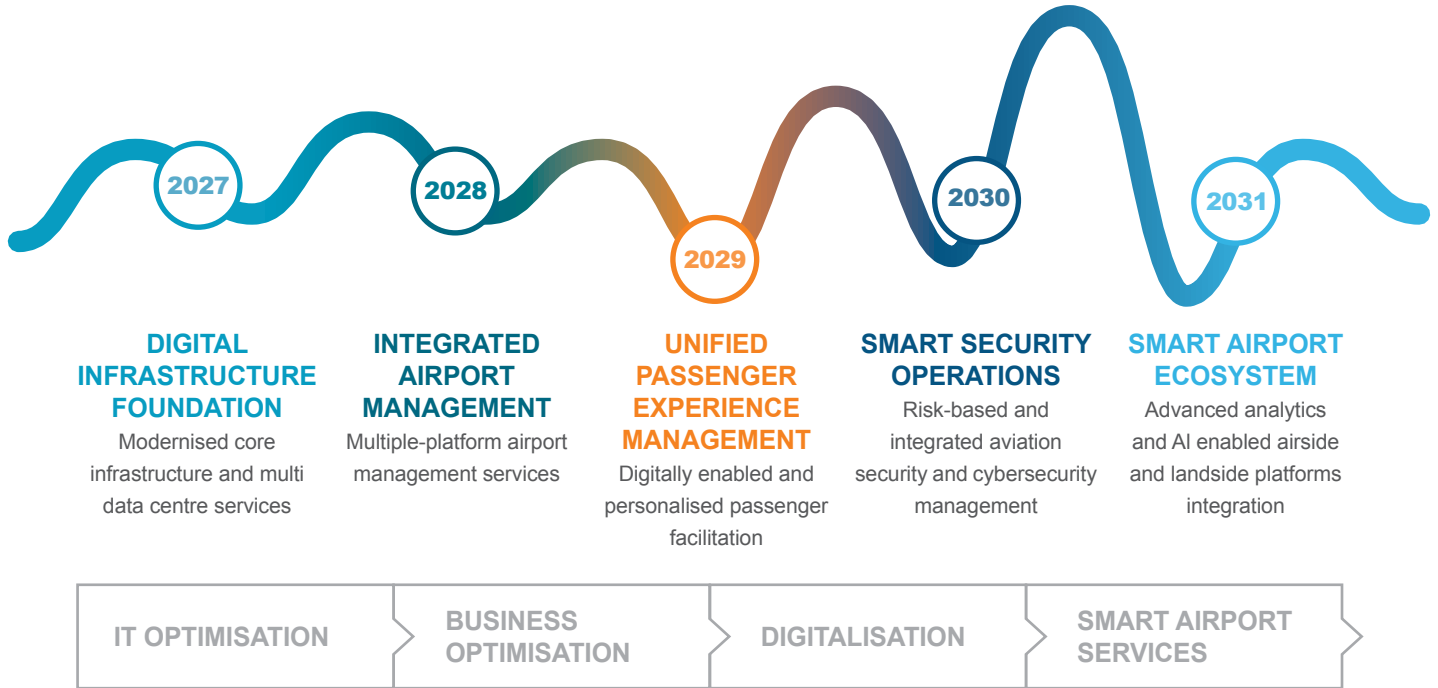 2027
2028
2029
2030
2031
DIGITAL
INFRASTRUCTURE
FOUNDATION
Modernised core
infrastructure and multi
data centre services
INTEGRATED
AIRPORT
MANAGEMENT
Multiple-platform airport
management services
UNIFIED
PASSENGER
EXPERIENCE
MANAGEMENT
Digitally enabled and
personalised passenger
facilitation
SMART SECURITY
OPERATIONS
Risk-based and
integrated aviation
security and cybersecurity
management
SMART AIRPORT
ECOSYSTEM
Advanced analytics
and AI enabled airside
and landside platforms
integration
IT OPTIMISATION
BUSINESS
OPTIMISATION
DIGITALISATION
SMART AIRPORT
SERVICES